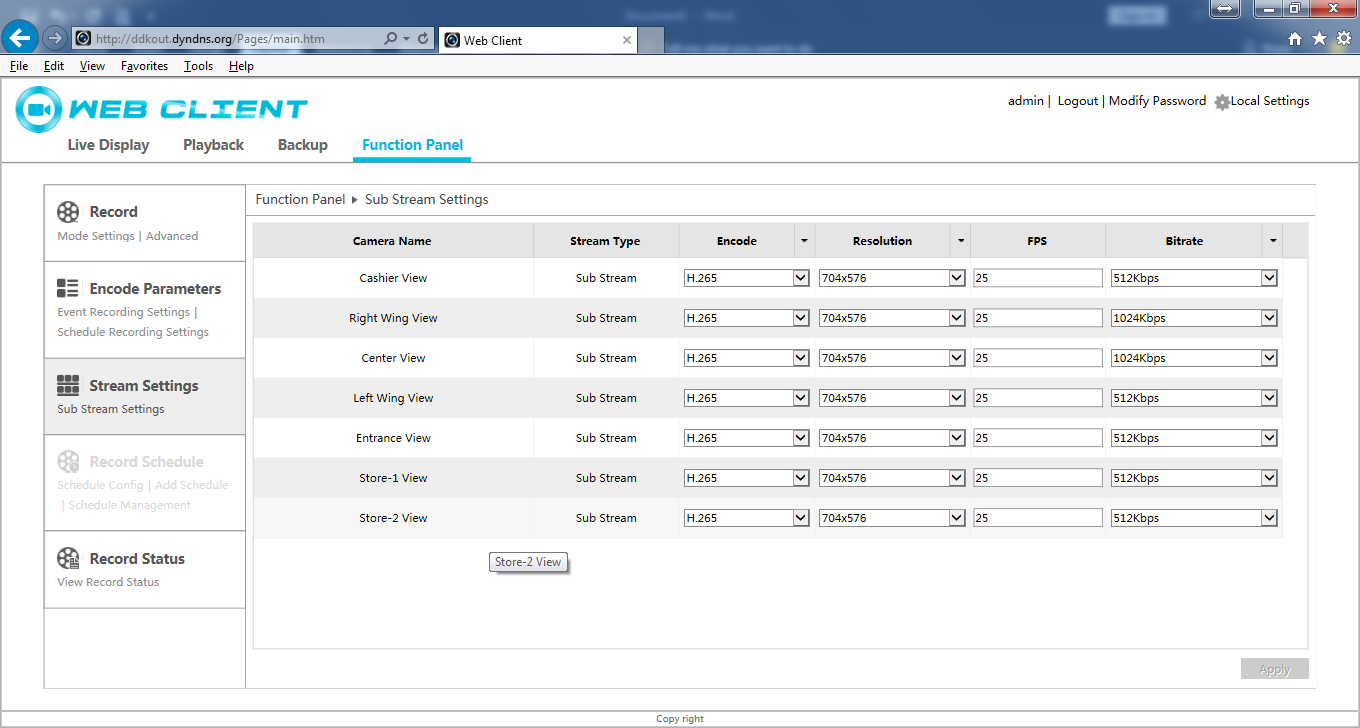 http://ddkout.dyndns.org/Pages/main.htm
Web Client
File Edit View Favorites Tools Help
WEB CLIENT
admin | Logout | Modify Password Local Settings
Live Display Playback Backup Function Panel
Record
Mode Settings | Advanced
Encode Parameters
Event Recording Settings |
Schedule Recording Settings
Stream Settings
Sub Stream Settings
Record Schedule
Schedule Config | Add Schedule
| Schedule Management
Record Status
View Record Status
Function Panel ▸ Sub Stream Settings
Camera Name Stream Type Encode Resolution FPS Bitrate
Cashier View Sub Stream H.265 704x576 25 512Kbps
Right Wing View Sub Stream H.265 704x576 25 1024Kbps
Center View Sub Stream H.265 704x576 25 1024Kbps
Left Wing View Sub Stream H.265 704x576 25 512Kbps
Entrance View Sub Stream H.265 704x576 25 512Kbps
Store-1 View Sub Stream H.265 704x576 25 512Kbps
Store-2 View Sub Stream H.265 704x576 25 512Kbps
Store-2 View
Apply
Copy right